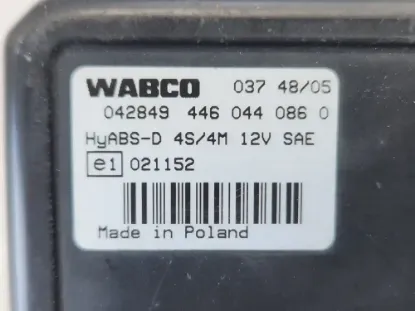 WABCO 037 48/05
042849 446 044 086 0
HyABS-D 4S/4M 12V SAE
e1 021152
Made in Poland